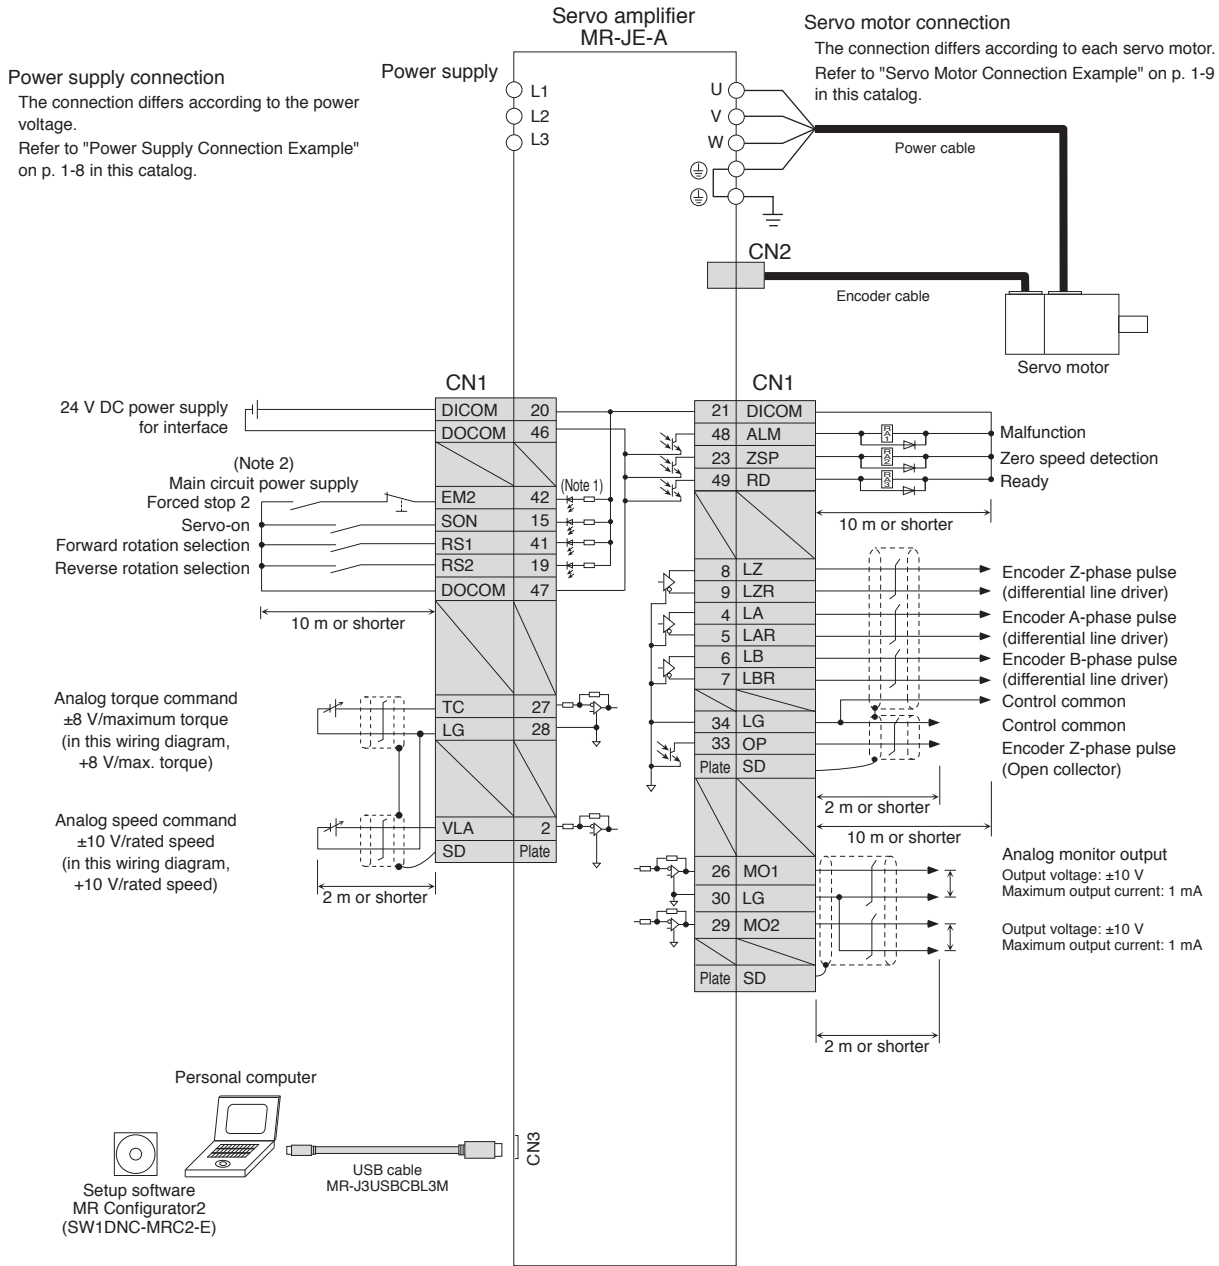 Servo amplifier
MR-JE-A
Servo motor connection
The connection differs according to each servo motor.
Refer to "Servo Motor Connection Example" on p. 1-9
in this catalog.
Power supply connection
The connection differs according to the power
voltage.
Refer to "Power Supply Connection Example"
on p. 1-8 in this catalog.
Power supply
L1
L2
L3
U
V
W
Power cable
CN2
Encoder cable
Servo motor
CN1
24 V DC power supply
for interface
DICOM 20
DOCOM 46
(Note 2)
Main circuit power supply
Forced stop 2
EM2 42
(Note 1)
Servo-on
SON 15
Forward rotation selection
RS1 41
Reverse rotation selection
RS2 19
DOCOM 47
10 m or shorter
Analog torque command
±8 V/maximum torque
(in this wiring diagram,
+8 V/max. torque)
TC 27
LG 28
Analog speed command
±10 V/rated speed
(in this wiring diagram,
+10 V/rated speed)
VLA 2
SD Plate
2 m or shorter
CN1
21 DICOM
48 ALM
RA1
Malfunction
23 ZSP
RA2
Zero speed detection
49 RD
RA3
Ready
10 m or shorter
8 LZ
9 LZR
Encoder Z-phase pulse
(differential line driver)
4 LA
5 LAR
Encoder A-phase pulse
(differential line driver)
6 LB
7 LBR
Encoder B-phase pulse
(differential line driver)
Control common
34 LG
Control common
33 OP
Plate SD
Encoder Z-phase pulse
(Open collector)
2 m or shorter
10 m or shorter
26 MO1
30 LG
29 MO2
Plate SD
Analog monitor output
Output voltage: ±10 V
Maximum output current: 1 mA
Output voltage: ±10 V
Maximum output current: 1 mA
2 m or shorter
Personal computer
CN3
USB cable
MR-J3USBCBL3M
Setup software
MR Configurator2
(SW1DNC-MRC2-E)